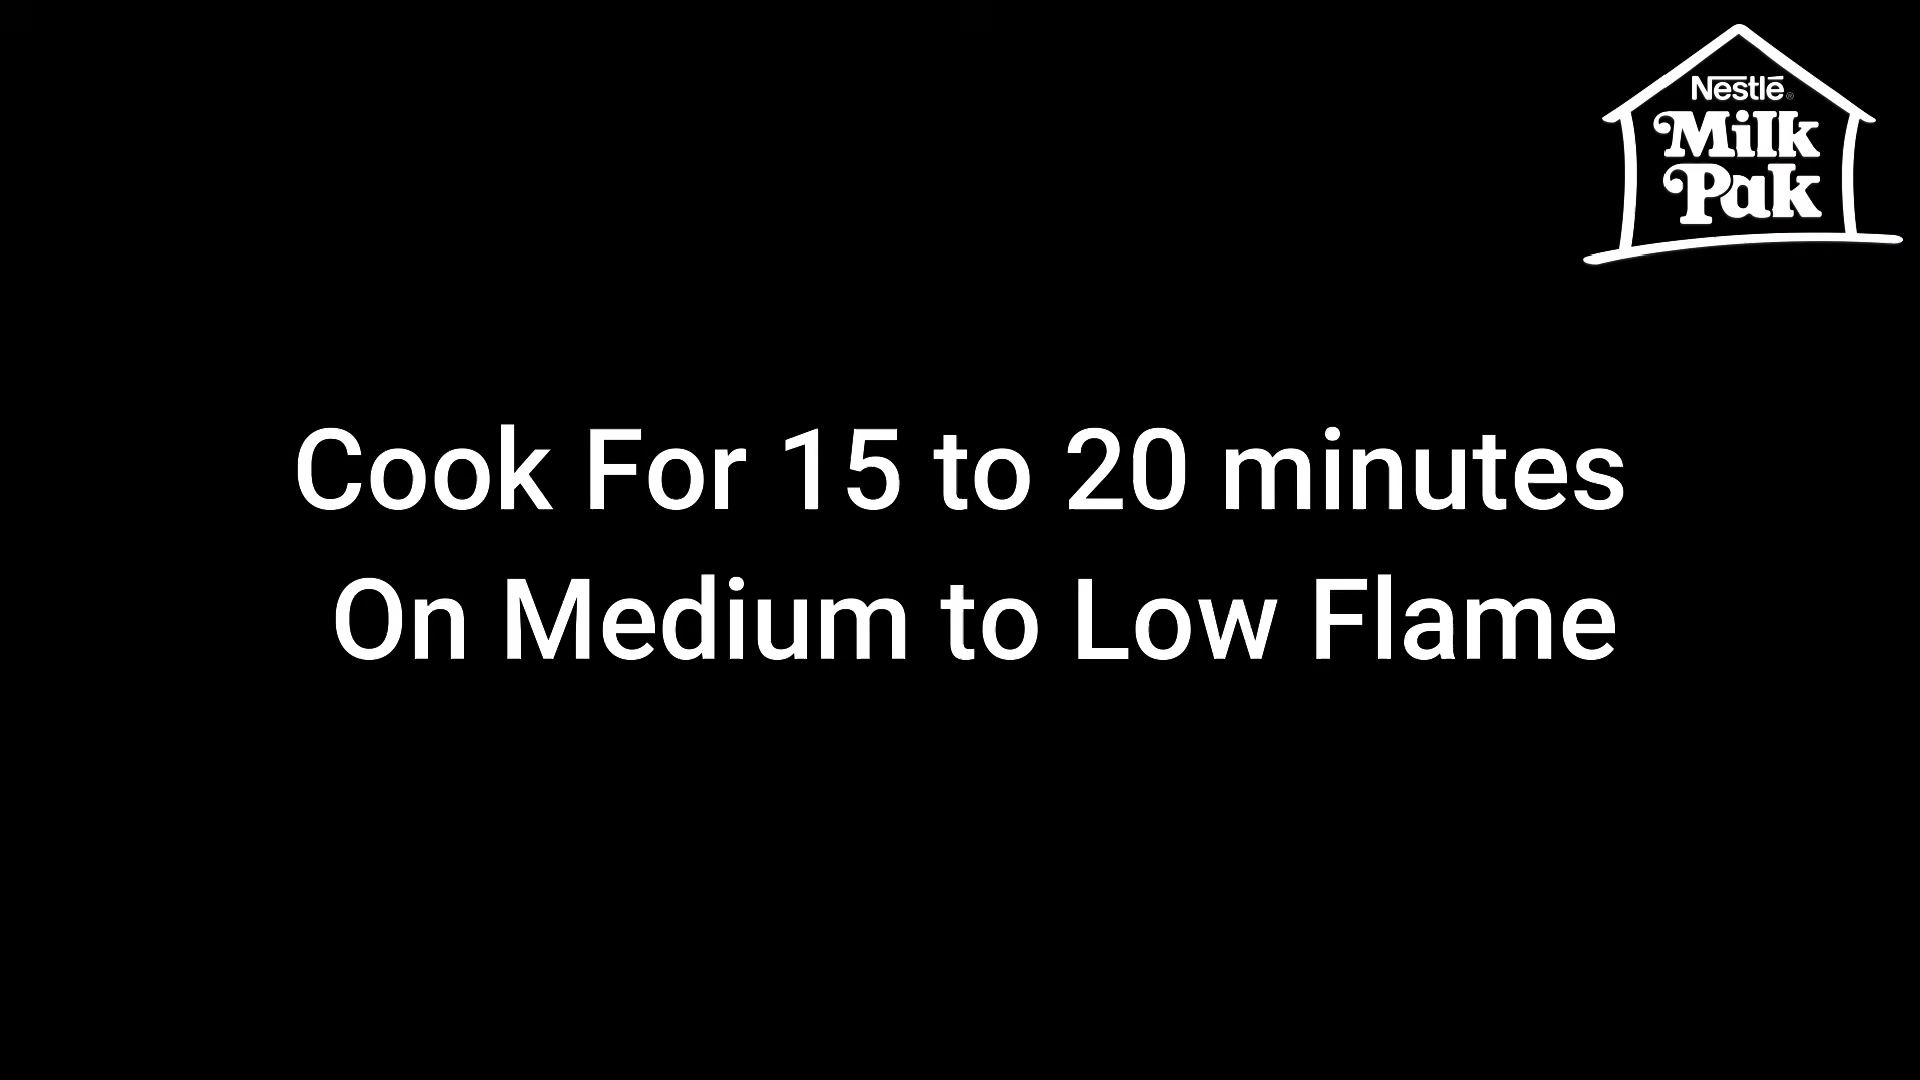 Nestlé
Milk
Pak
Cook For 15 to 20 minutes
On Medium to Low Flame